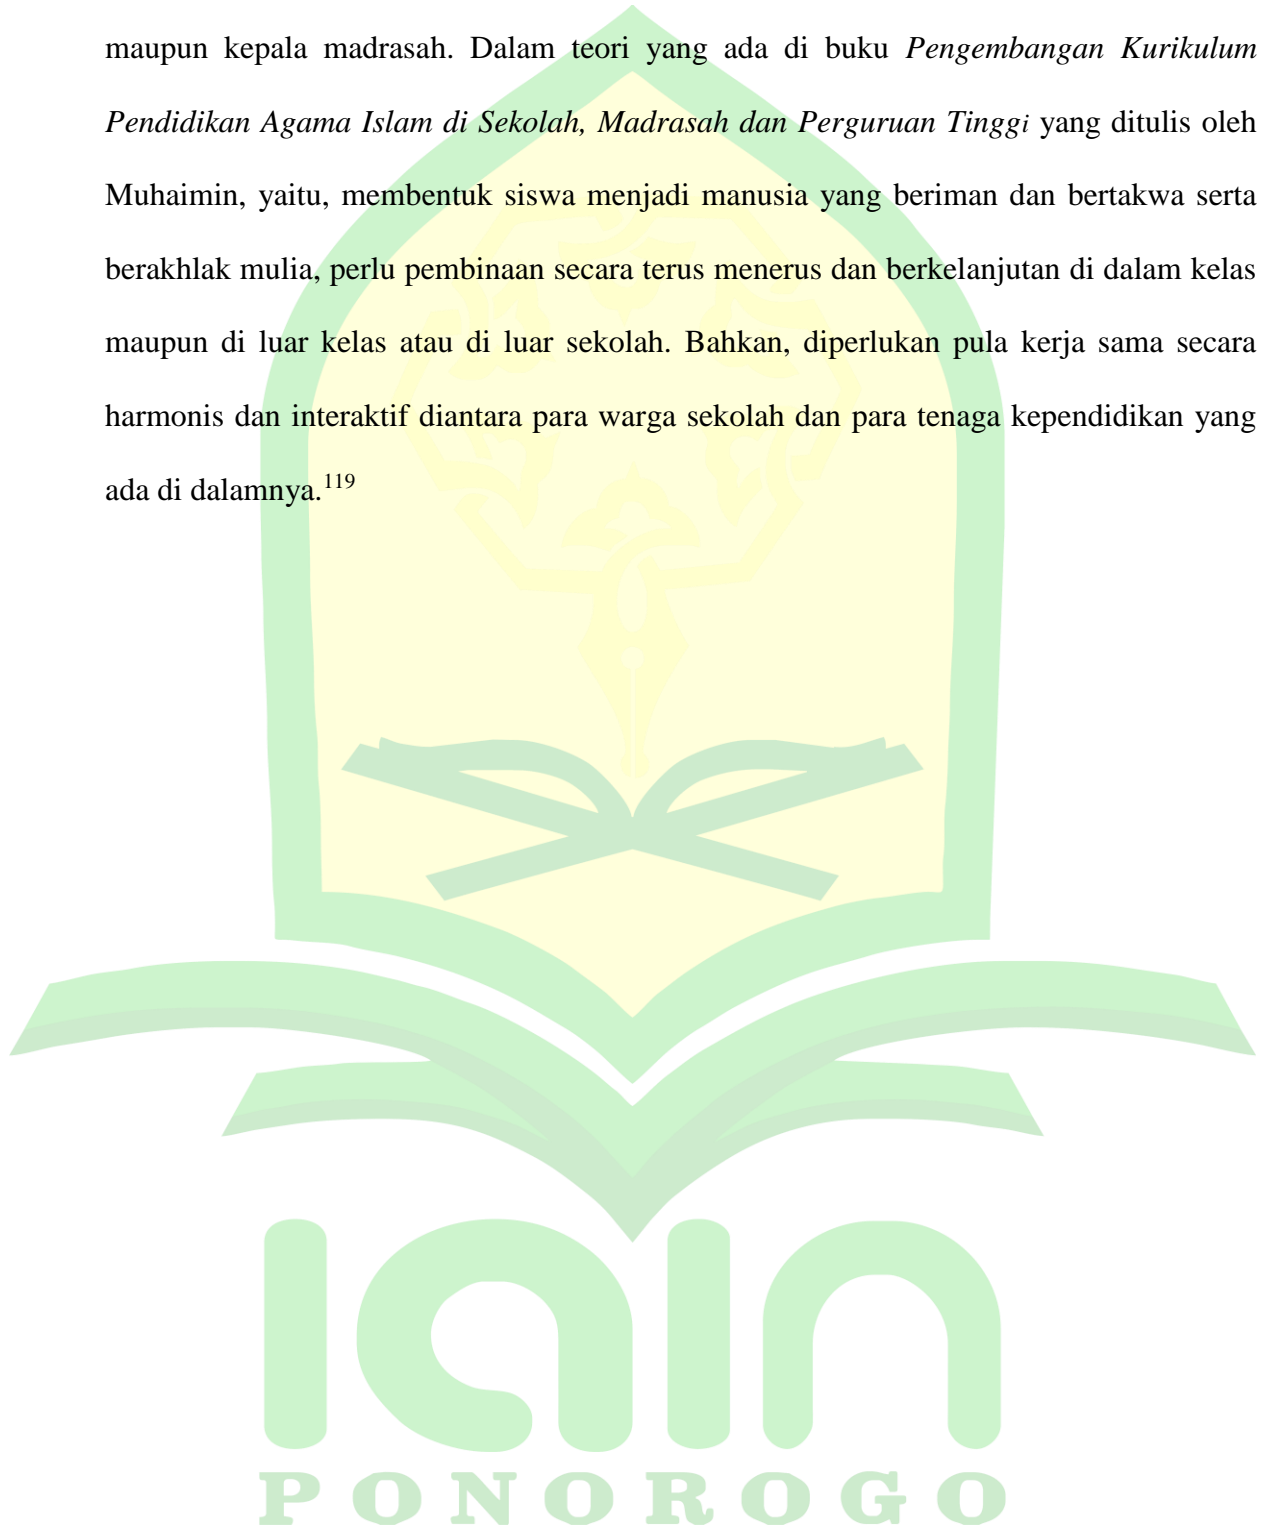 maupun kepala madrasah. Dalam teori yang ada di buku Pengembangan Kurikulum
Pendidikan Agama Islam di Sekolah, Madrasah dan Perguruan Tinggi yang ditulis oleh
Muhaimin, yaitu, membentuk siswa menjadi manusia yang beriman dan bertakwa serta
berakhlak mulia, perlu pembinaan secara terus menerus dan berkelanjutan di dalam kelas
maupun di luar kelas atau di luar sekolah. Bahkan, diperlukan pula kerja sama secara
harmonis dan interaktif diantara para warga sekolah dan para tenaga kependidikan yang
ada di dalamnya.119
IAIN
PONOROGO